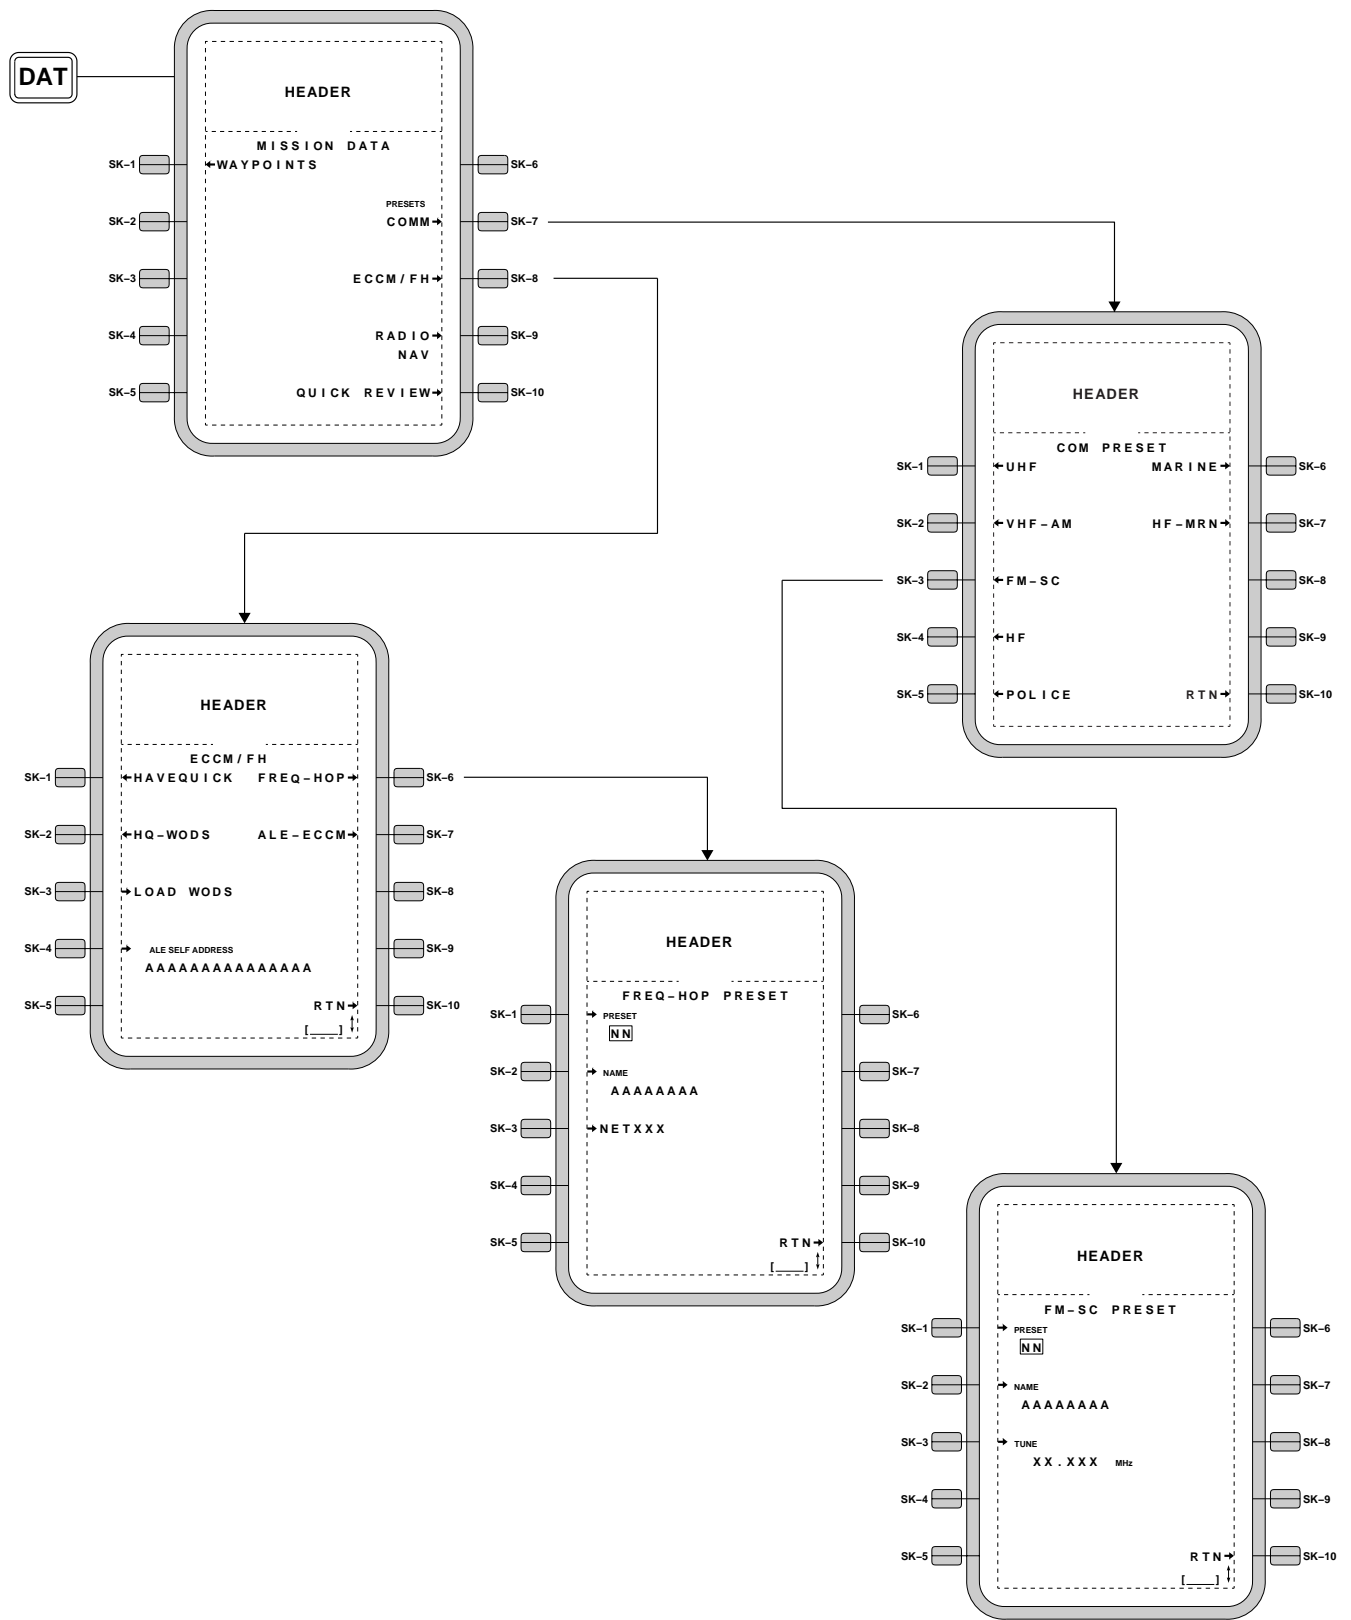 DAT
HEADER
MISSION DATA
SK–1 ←WAYPOINTS SK–6
PRESETS
SK–2 COMM→ SK–7
SK–3 ECCM/FH→ SK–8
SK–4 RADIO→ SK–9
NAV
SK–5 QUICK REVIEW→ SK–10
HEADER
COM PRESET
SK–1 ←UHF MARINE→ SK–6
SK–2 ←VHF–AM HF–MRN→ SK–7
SK–3 ←FM–SC SK–8
SK–4 ←HF SK–9
SK–5 ←POLICE RTN→ SK–10
HEADER
ECCM/FH
SK–1 ←HAVEQUICK FREQ–HOP→ SK–6
SK–2 ←HQ–WODS ALE–ECCM→ SK–7
SK–3 →LOAD WODS SK–8
SK–4 → ALE SELF ADDRESS SK–9
AAAAAAAAAAAAAAA
SK–5 RTN→ SK–10
[____]↕
HEADER
FREQ–HOP PRESET
SK–1 → PRESET SK–6
NN
SK–2 → NAME SK–7
AAAAAAAA
SK–3 →NETXXX SK–8
SK–4 SK–9
SK–5 RTN→ SK–10
[____]↕
HEADER
FM–SC PRESET
SK–1 → PRESET SK–6
NN
SK–2 → NAME SK–7
AAAAAAAA
SK–3 → TUNE SK–8
XX.XXX MHz
SK–4 SK–9
SK–5 RTN→ SK–10
[____]↕